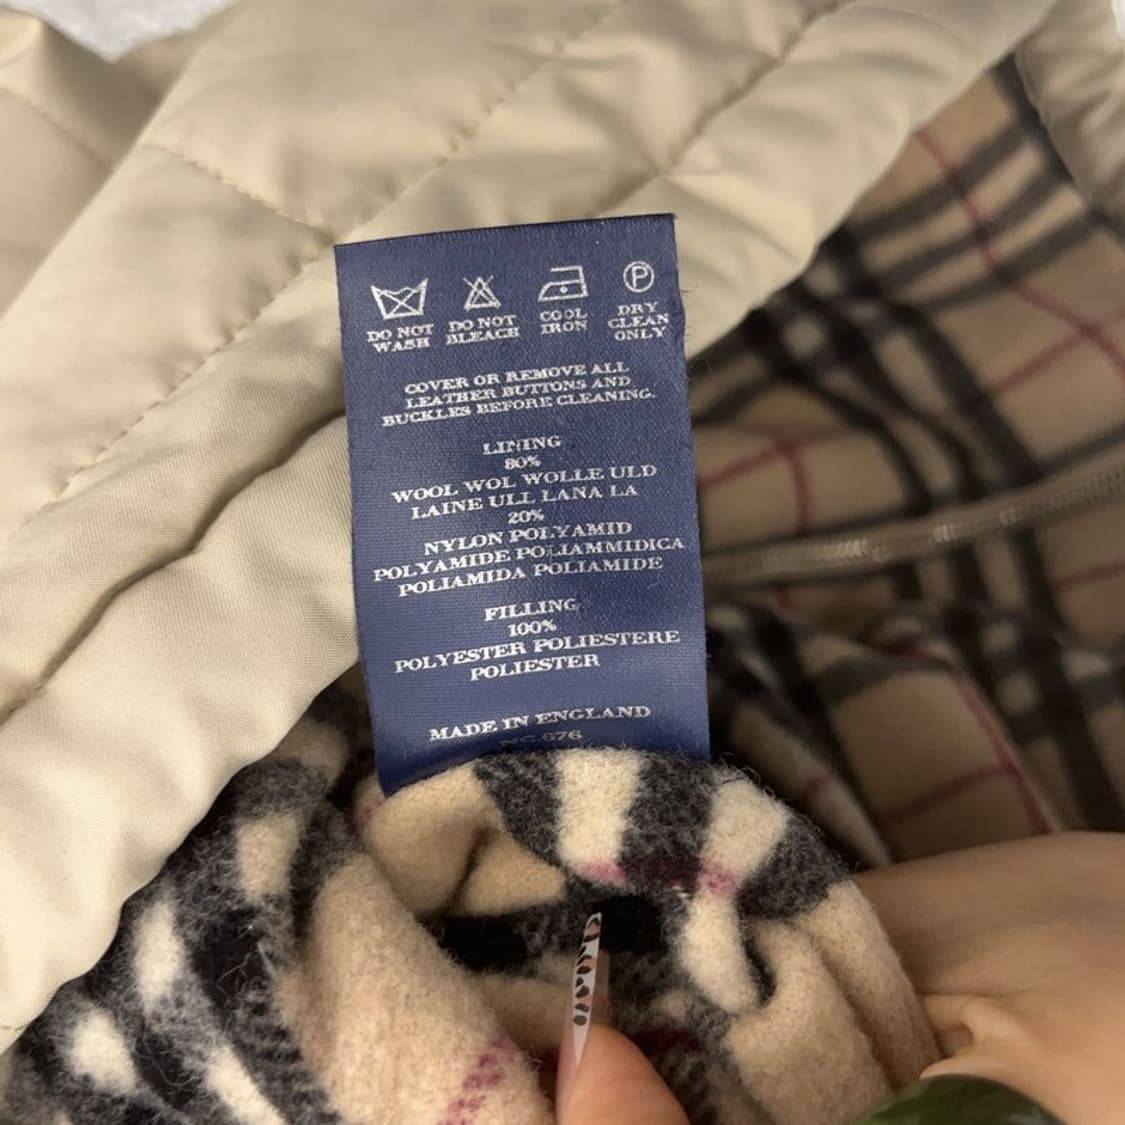 P
DO NOT WASH
DO NOT BLEACH
COOL IRON
DRY CLEAN ONLY
COVER OR REMOVE ALL
LEATHER BUTTONS AND
BUCKLES BEFORE CLEANING.
LINING
80%
WOOL WOL WOLLE ULD
LAINE ULL LANA LA
20%
NYLON POLYAMID
POLYAMIDE POLIAMMIDICA
POLIAMIDA POLIAMIDE
FILLING
100%
POLYESTER POLIESTERE
POLIESTER
MADE IN ENGLAND